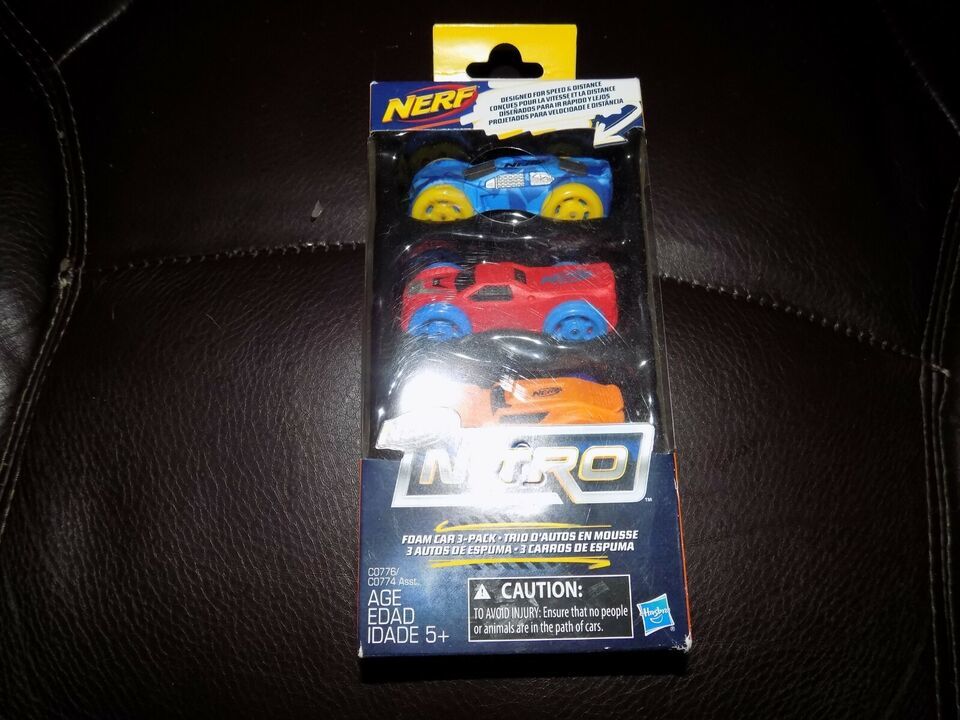 NERF
DESIGNED FOR SPEED & DISTANCE
CONÇUES POUR LA VITESSE ET LA DISTANCE
DISEÑADOS PARA IR RÁPIDO Y LEJOS
PROJETADOS PARA VELOCIDADE E DISTÂNCIA
NERF
NERF
NERF
NITRO
TM
FOAM CAR 3-PACK • TRIO D'AUTOS EN MOUSSE
3 AUTOS DE ESPUMA • 3 CARROS DE ESPUMA
C0776/
C0774 Asst.
AGE
EDAD
IDADE 5+
CAUTION:
TO AVOID INJURY: Ensure that no people
or animals are in the path of cars.
Hasbro
®